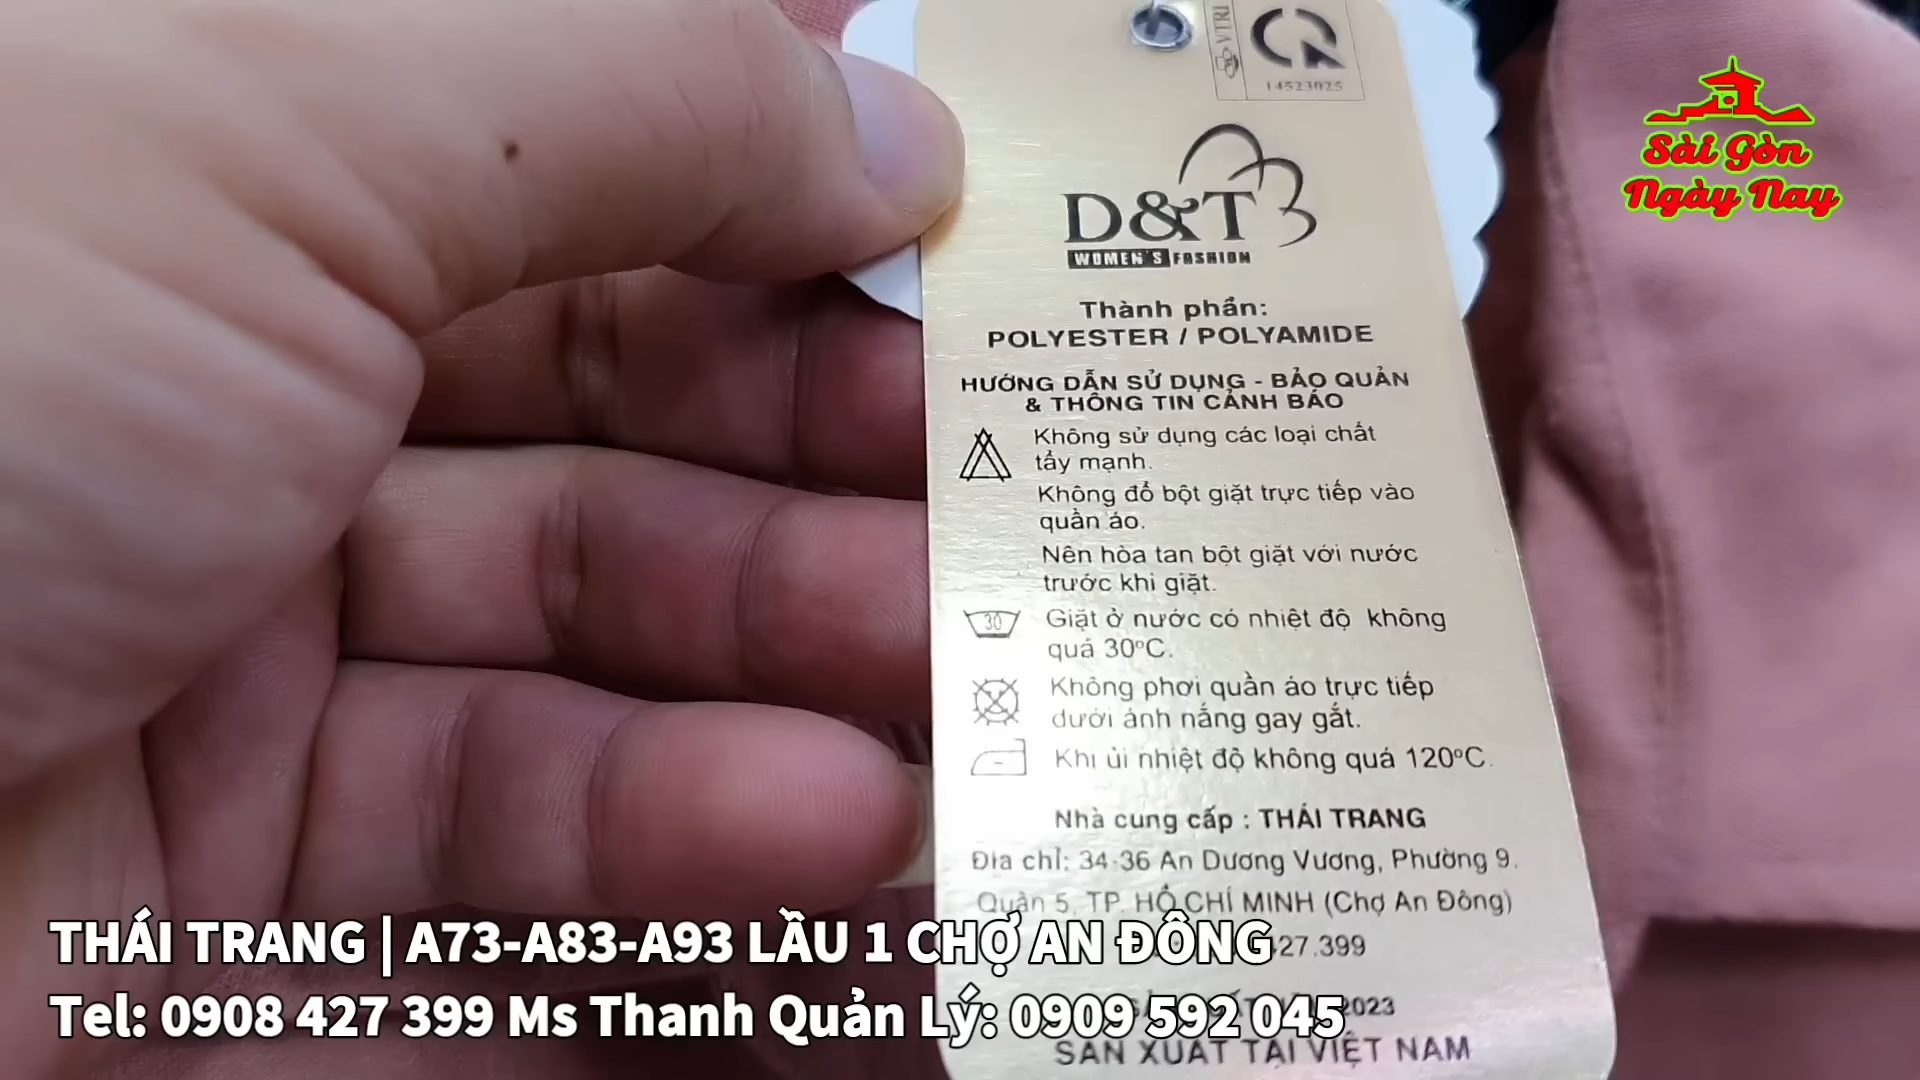 VTRI
14523025
D&T
WOMEN'S FASHION
Thành phần:
POLYESTER / POLYAMIDE
HƯỚNG DẪN SỬ DỤNG - BẢO QUẢN
& THÔNG TIN CẢNH BÁO
Không sử dụng các loại chất
tẩy mạnh.
Không đổ bột giặt trực tiếp vào
quần áo.
Nên hòa tan bột giặt với nước
trước khi giặt.
30
Giặt ở nước có nhiệt độ không
quá 30ºC.
Không phơi quần áo trực tiếp
dưới ánh nắng gay gắt.
Khi ủi nhiệt độ không quá 120ºC.
Nhà cung cấp : THÁI TRANG
Địa chỉ: 34-36 An Dương Vương, Phường 9.
Quận 5, TP. HỒ CHÍ MINH (Chợ An Đông)
27.399
2023
SẢN XUẤT TẠI VIỆT NAM
Sài Gòn
Ngày Nay
THÁI TRANG | A73-A83-A93 LẦU 1 CHỢ AN ĐÔNG
Tel: 0908 427 399 Ms Thanh Quản Lý: 0909 592 045